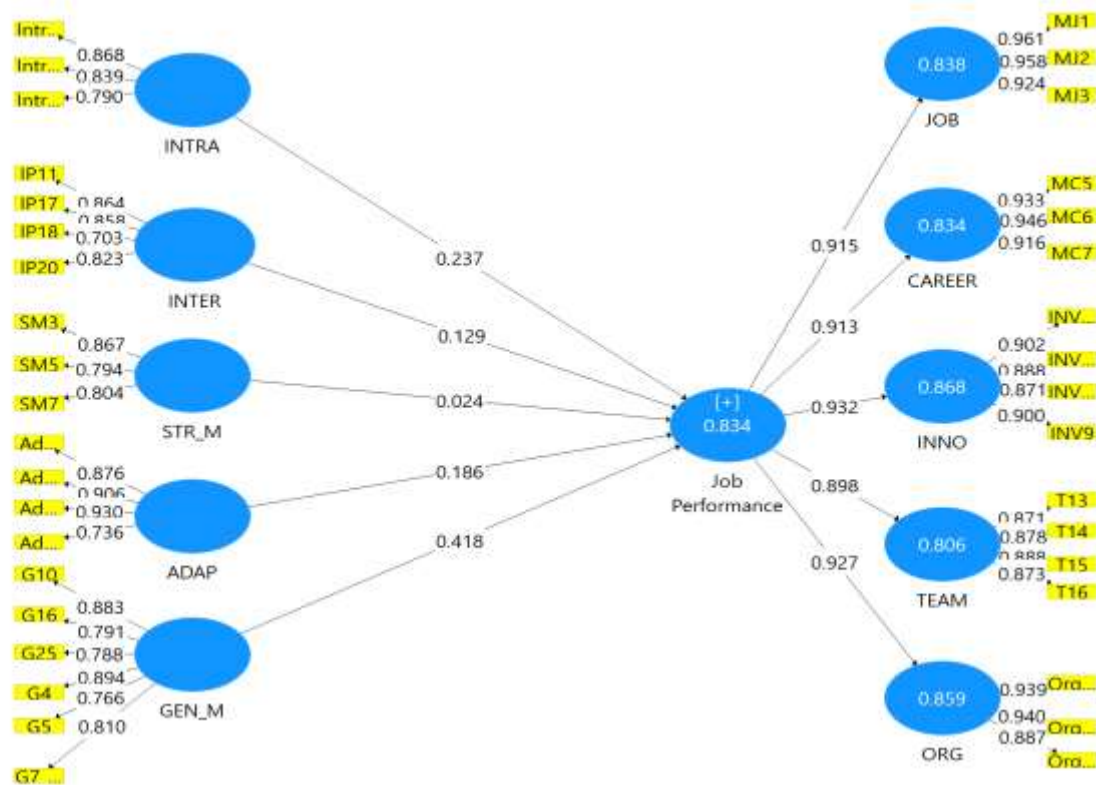 Intr...
0.868
Intr...
0.839
Intr...
0.790
INTRA
IP11
0.864
IP17
0.858
IP18
0.703
IP20
0.823
INTER
SM3
0.867
SM5
0.794
SM7
0.804
STR_M
Ad...
0.876
Ad...
0.906
Ad...
0.930
Ad...
0.736
ADAP
G10
0.883
G16
0.791
G25
0.788
G4
0.894
G5
0.766
G7 ...
0.810
GEN_M
0.237
0.129
0.024
0.186
0.418
[+]
0.834
Job
Performance
0.915
0.913
0.932
0.898
0.927
0.838
JOB
0.961
MJ1
0.958
MJ2
0.924
MJ3
0.834
CAREER
0.933
MC5
0.946
MC6
0.916
MC7
0.868
INNO
0.902
INV...
0.888
INV...
0.871
INV...
0.900
INV9
0.806
TEAM
0.871
T13
0.878
T14
0.888
T15
0.873
T16
0.859
ORG
0.939
Org...
0.940
Org...
0.887
Org...